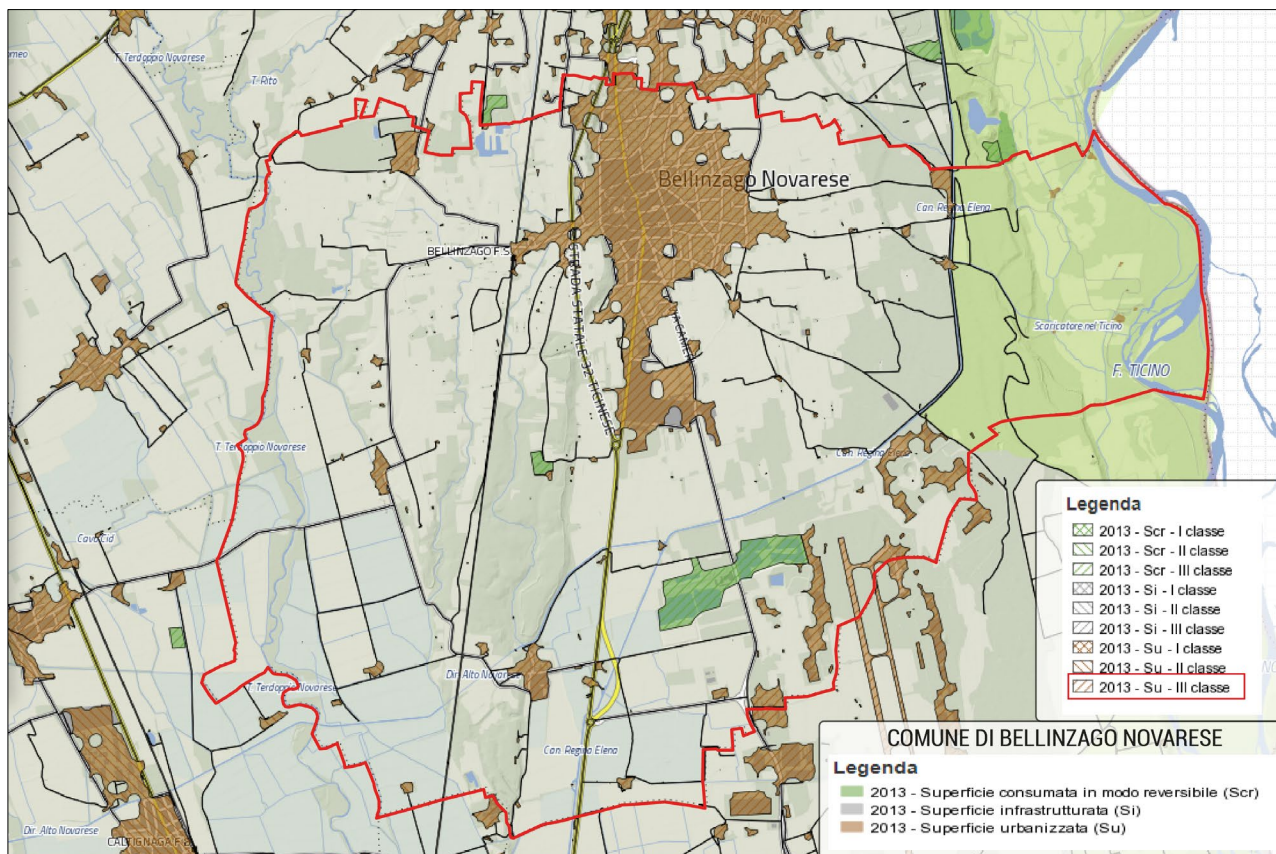 T. Terdoppio Novarese
T. Rito
Bellinzago Novarese
Can. Regina Elena
BELLINZAGO F.S
STRADA STATALE 32 TICINESE
Scaricatore nel Ticino
F. TICINO
T. Terdoppio Novarese
Can. Regina Elena
Cavo Cid
Legenda
2013 - Scr - I classe
2013 - Scr - II classe
2013 - Scr - III classe
2013 - Si - I classe
2013 - Si - II classe
2013 - Si - III classe
2013 - Su - I classe
2013 - Su - II classe
2013 - Su - III classe
Dir. Alto Novarese
T. Terdoppio Novarese
Can. Regina Elena
COMUNE DI BELLINZAGO NOVARESE
Legenda
2013 - Superficie consumata in modo reversibile (Scr)
2013 - Superficie infrastrutturata (Si)
2013 - Superficie urbanizzata (Su)
Dir. Alto Novarese
CALTIGNAGA F.S.